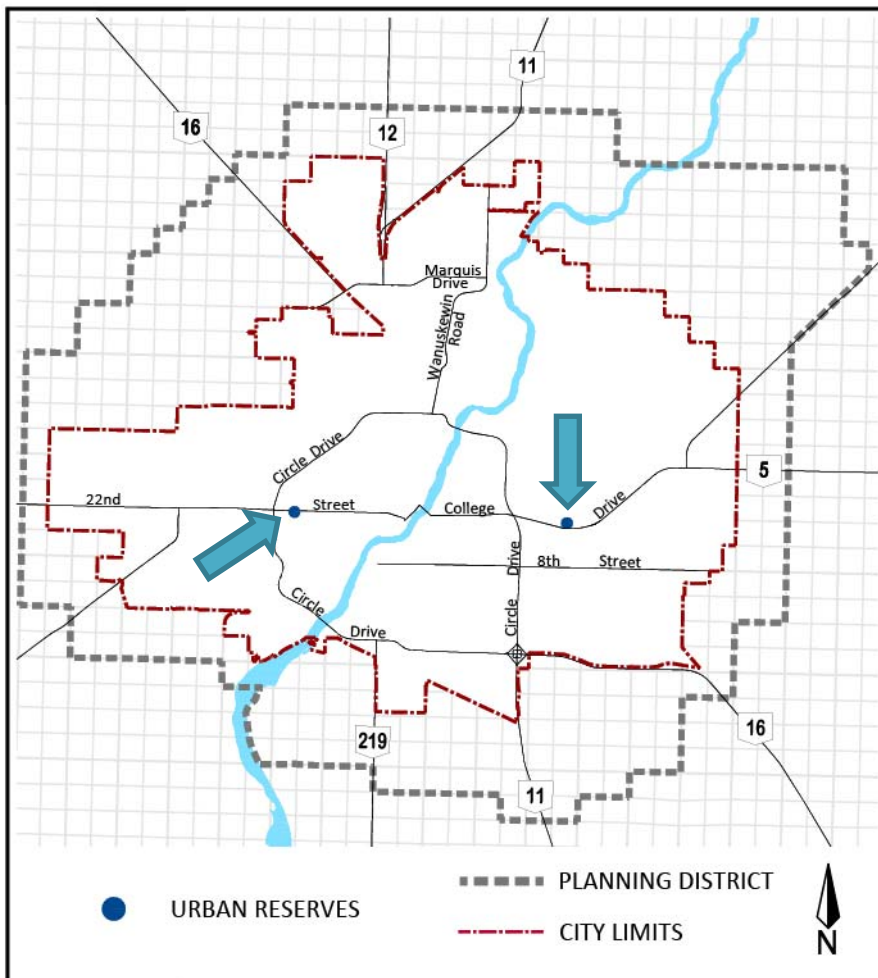 11
16
12
Marquis
Drive
Wanuskewin
Road
Circle Drive
5
22nd
Street
College
Drive
8th
Street
Drive
Circle
Circle
Drive
219
16
11
URBAN RESERVES
PLANNING DISTRICT
CITY LIMITS
N